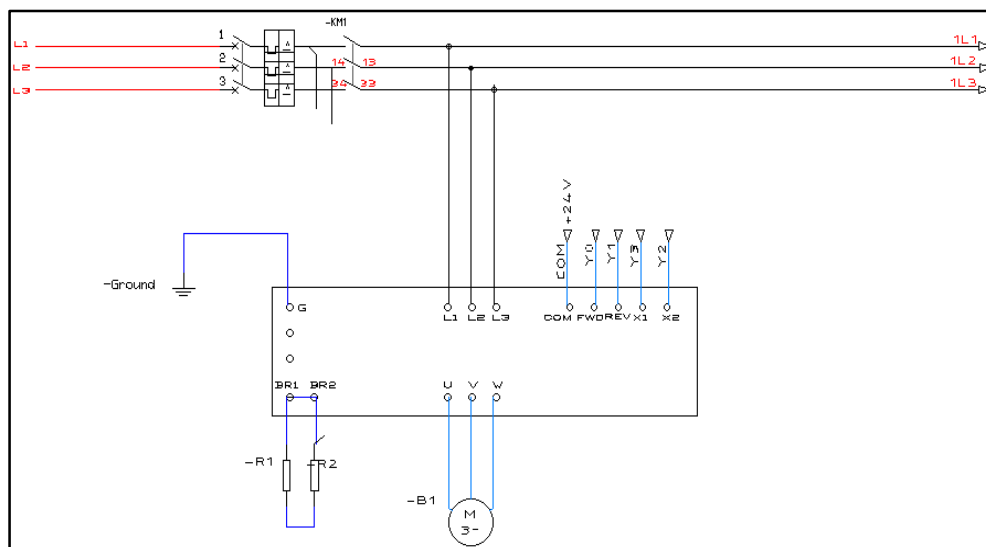 -KM1
1
L1
1L1
2
L2
14
13
1L2
3
L3
34
33
1L3
+24V
COM
Y0
Y1
Y3
Y2
-Ground
G
L1
L2
L3
COM
FWD
REV
X1
X2
BR1
BR2
U
V
W
-R1
-R2
-B1
M
3~